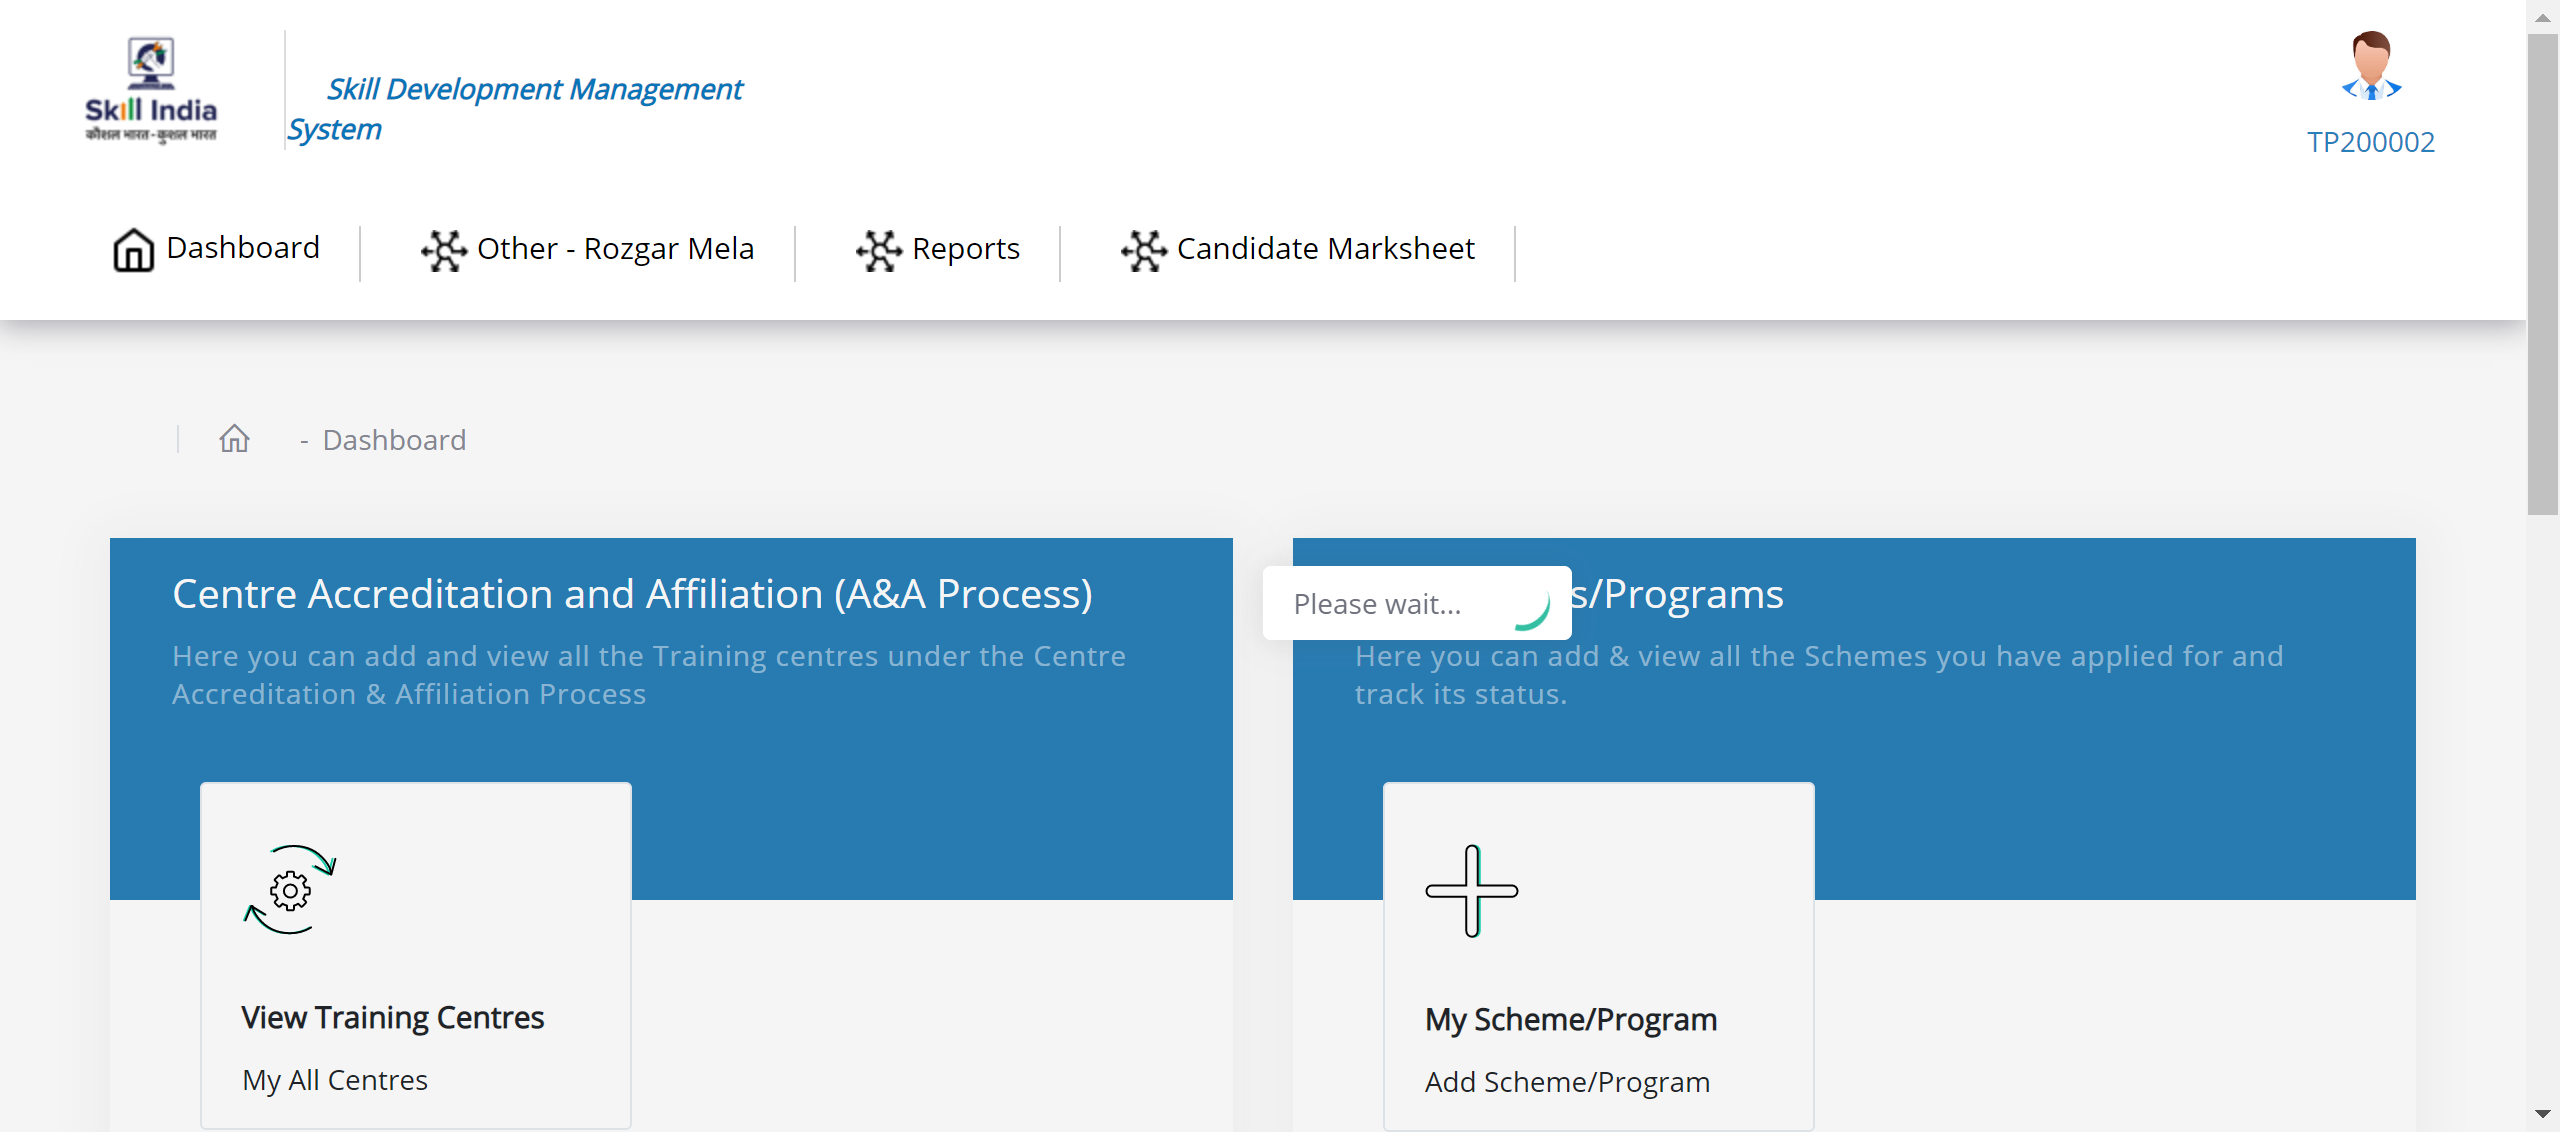 Skill India
कौशल भारत-कुशल भारत
Skill Development Management
System
TP200002
Dashboard
Other - Rozgar Mela
Reports
Candidate Marksheet
- Dashboard
Centre Accreditation and Affiliation (A&A Process)
Here you can add and view all the Training centres under the Centre
Accreditation & Affiliation Process
View Training Centres
My All Centres
Please wait...
s/Programs
Here you can add & view all the Schemes you have applied for and
track its status.
My Scheme/Program
Add Scheme/Program